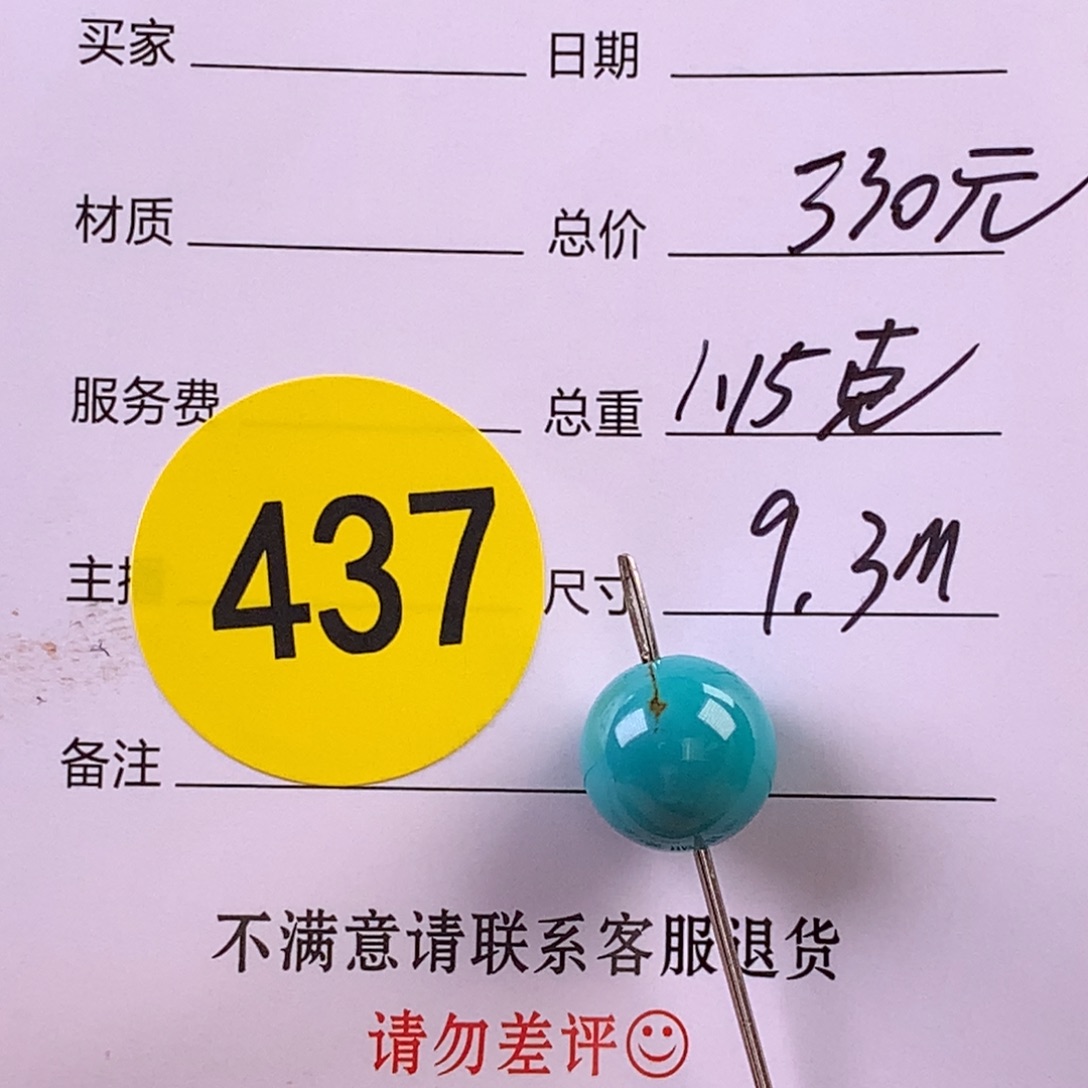 买家 日期
材质 总价 330元
服务费 总重 1.15克
437
主 尺寸 9.3m
备注
不满意请联系客服退货
请勿差评